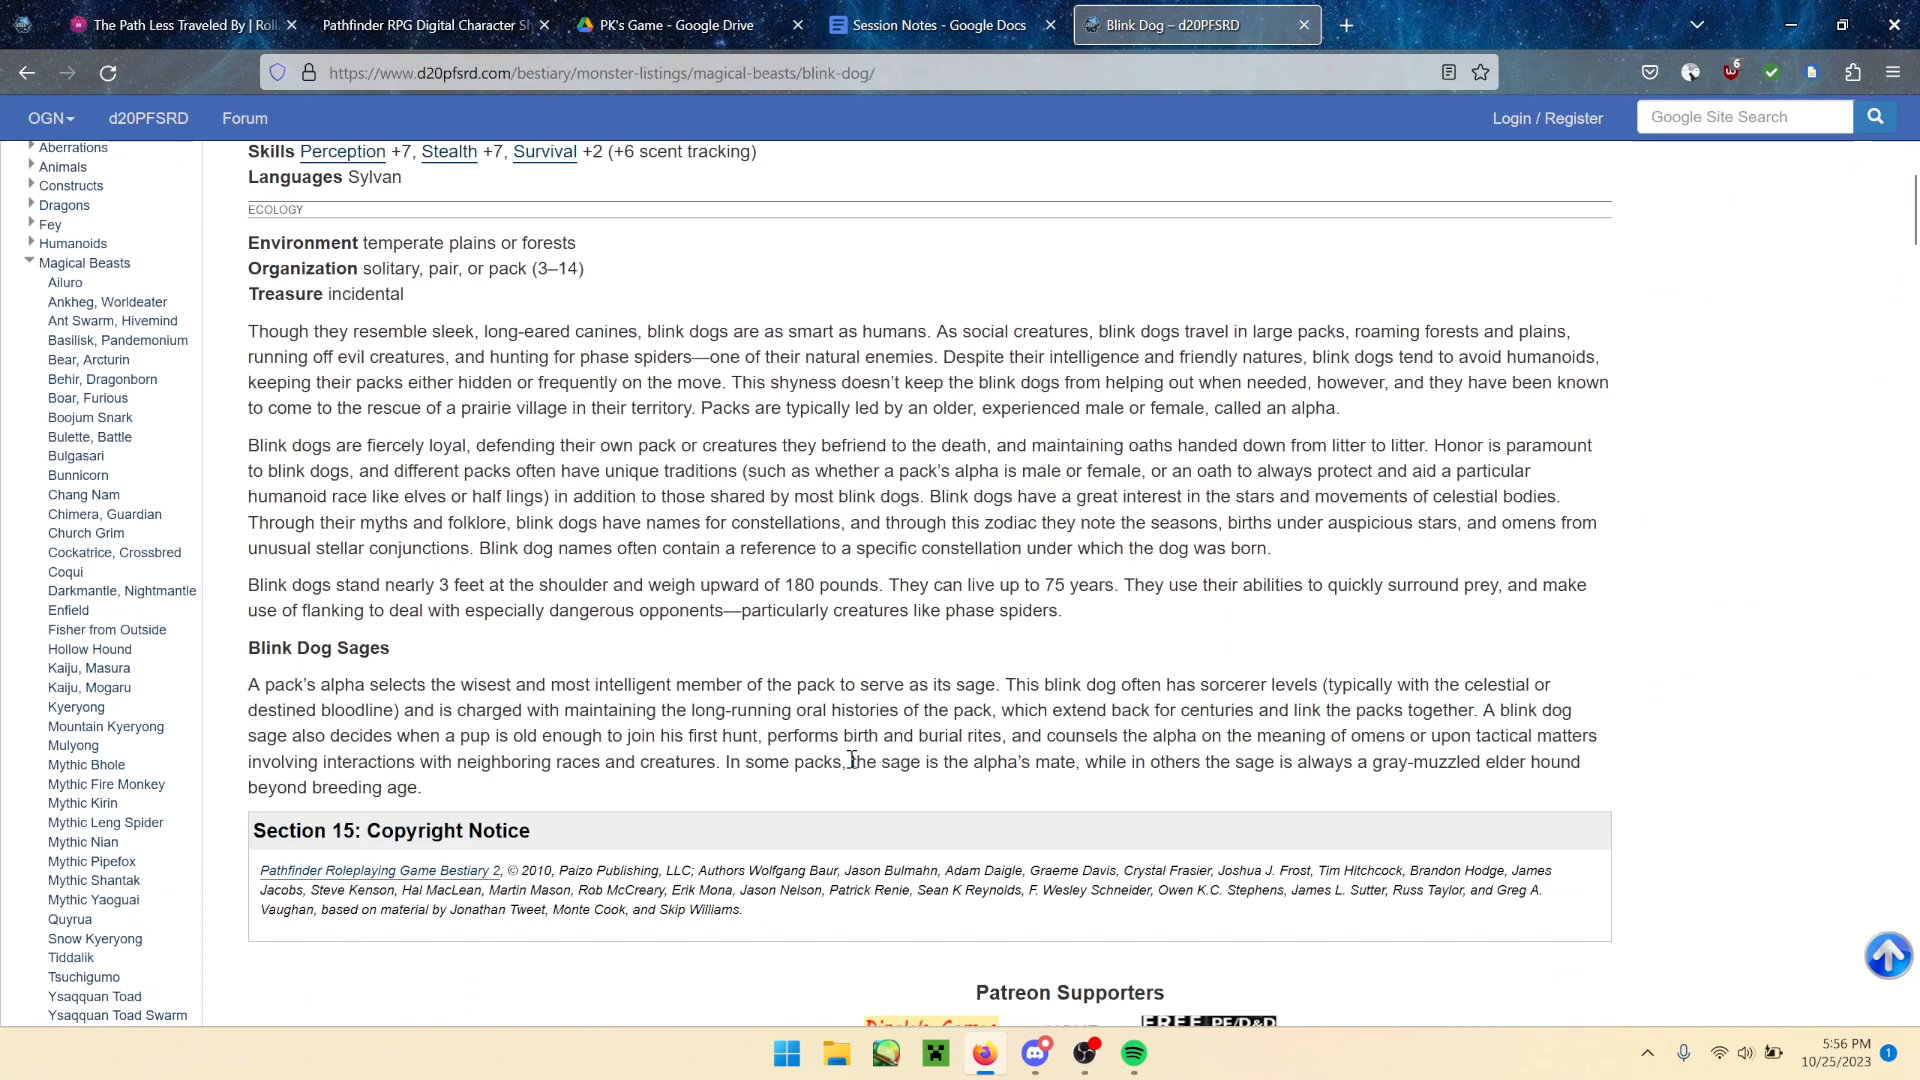 The Path Less Traveled By | Roll
Pathfinder RPG Digital Character Sh
PK's Game - Google Drive
Session Notes - Google Docs
Blink Dog – d20PFSRD
https://www.d20pfsrd.com/bestiary/monster-listings/magical-beasts/blink-dog/
6
OGN
d20PFSRD
Forum
Login / Register
Google Site Search
Aberrations
Animals
Constructs
Dragons
Fey
Humanoids
Magical Beasts
Ailuro
Ankheg, Worldeater
Ant Swarm, Hivemind
Basilisk, Pandemonium
Bear, Arcturin
Behir, Dragonborn
Boar, Furious
Boojum Snark
Bulette, Battle
Bulgasari
Bunnicorn
Chang Nam
Chimera, Guardian
Church Grim
Cockatrice, Crossbred
Coqui
Darkmantle, Nightmantle
Enfield
Fisher from Outside
Hollow Hound
Kaiju, Masura
Kaiju, Mogaru
Kyeryong
Mountain Kyeryong
Mulyong
Mythic Bhole
Mythic Fire Monkey
Mythic Kirin
Mythic Leng Spider
Mythic Nian
Mythic Pipefox
Mythic Shantak
Mythic Yaoguai
Quyrua
Snow Kyeryong
Tiddalik
Tsuchigumo
Ysaqquan Toad
Ysaqquan Toad Swarm
Skills Perception +7, Stealth +7, Survival +2 (+6 scent tracking)
Languages Sylvan
ECOLOGY
Environment temperate plains or forests
Organization solitary, pair, or pack (3–14)
Treasure incidental
Though they resemble sleek, long-eared canines, blink dogs are as smart as humans. As social creatures, blink dogs travel in large packs, roaming forests and plains,
running off evil creatures, and hunting for phase spiders—one of their natural enemies. Despite their intelligence and friendly natures, blink dogs tend to avoid humanoids,
keeping their packs either hidden or frequently on the move. This shyness doesn't keep the blink dogs from helping out when needed, however, and they have been known
to come to the rescue of a prairie village in their territory. Packs are typically led by an older, experienced male or female, called an alpha.
Blink dogs are fiercely loyal, defending their own pack or creatures they befriend to the death, and maintaining oaths handed down from litter to litter. Honor is paramount
to blink dogs, and different packs often have unique traditions (such as whether a pack's alpha is male or female, or an oath to always protect and aid a particular
humanoid race like elves or half lings) in addition to those shared by most blink dogs. Blink dogs have a great interest in the stars and movements of celestial bodies.
Through their myths and folklore, blink dogs have names for constellations, and through this zodiac they note the seasons, births under auspicious stars, and omens from
unusual stellar conjunctions. Blink dog names often contain a reference to a specific constellation under which the dog was born.
Blink dogs stand nearly 3 feet at the shoulder and weigh upward of 180 pounds. They can live up to 75 years. They use their abilities to quickly surround prey, and make
use of flanking to deal with especially dangerous opponents—particularly creatures like phase spiders.
Blink Dog Sages
A pack's alpha selects the wisest and most intelligent member of the pack to serve as its sage. This blink dog often has sorcerer levels (typically with the celestial or
destined bloodline) and is charged with maintaining the long-running oral histories of the pack, which extend back for centuries and link the packs together. A blink dog
sage also decides when a pup is old enough to join his first hunt, performs birth and burial rites, and counsels the alpha on the meaning of omens or upon tactical matters
involving interactions with neighboring races and creatures. In some packs, the sage is the alpha's mate, while in others the sage is always a gray-muzzled elder hound
beyond breeding age.
Section 15: Copyright Notice
Pathfinder Roleplaying Game Bestiary 2, © 2010, Paizo Publishing, LLC; Authors Wolfgang Baur, Jason Bulmahn, Adam Daigle, Graeme Davis, Crystal Frasier, Joshua J. Frost, Tim Hitchcock, Brandon Hodge, James
Jacobs, Steve Kenson, Hal MacLean, Martin Mason, Rob McCreary, Erik Mona, Jason Nelson, Patrick Renie, Sean K Reynolds, F. Wesley Schneider, Owen K.C. Stephens, James L. Sutter, Russ Taylor, and Greg A.
Vaughan, based on material by Jonathan Tweet, Monte Cook, and Skip Williams.
Patreon Supporters
FREE PF/D&D
5:56 PM
10/25/2023
1